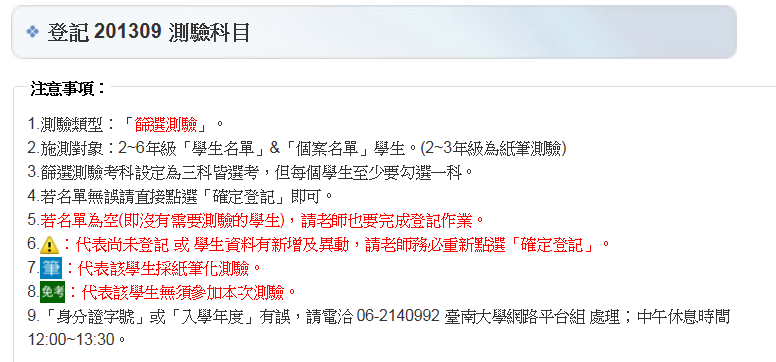 登記 201309 測驗科目
注意事項：
1.測驗類型：「篩選測驗」。
2.施測對象：2~6年級「學生名單」&「個案名單」學生。(2~3年級為紙筆測驗)
3.篩選測驗考科設定為三科皆選考，但每個學生至少要勾選一科。
4.若名單無誤請直接點選「確定登記」即可。
5.若名單為空(即沒有需要測驗的學生)，請老師也要完成登記作業。
6.：代表尚未登記 或 學生資料有新增及異動，請老師務必重新點選「確定登記」。
7.筆：代表該學生採紙筆化測驗。
8.免考：代表該學生無須參加本次測驗。
9.「身分證字號」或「入學年度」有誤，請電洽 06-2140992 臺南大學網路平台組 處理；中午休息時間
12:00~13:30。